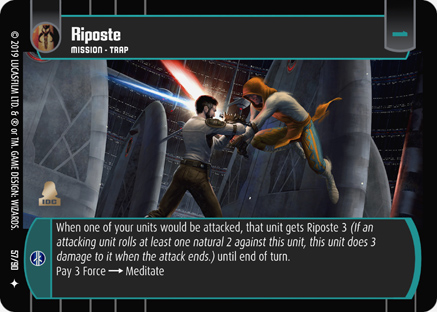 Riposte
MISSION - TRAP
© 2019 LUCASFILM LTD. & ® or TM. GAME DESIGN: WIZARDS.
IDC
When one of your units would be attacked, that unit gets Riposte 3 (If an
attacking unit rolls at least one natural 2 against this unit, this unit does 3
damage to it when the attack ends.) until end of turn.
Pay 3 Force → Meditate
57/90